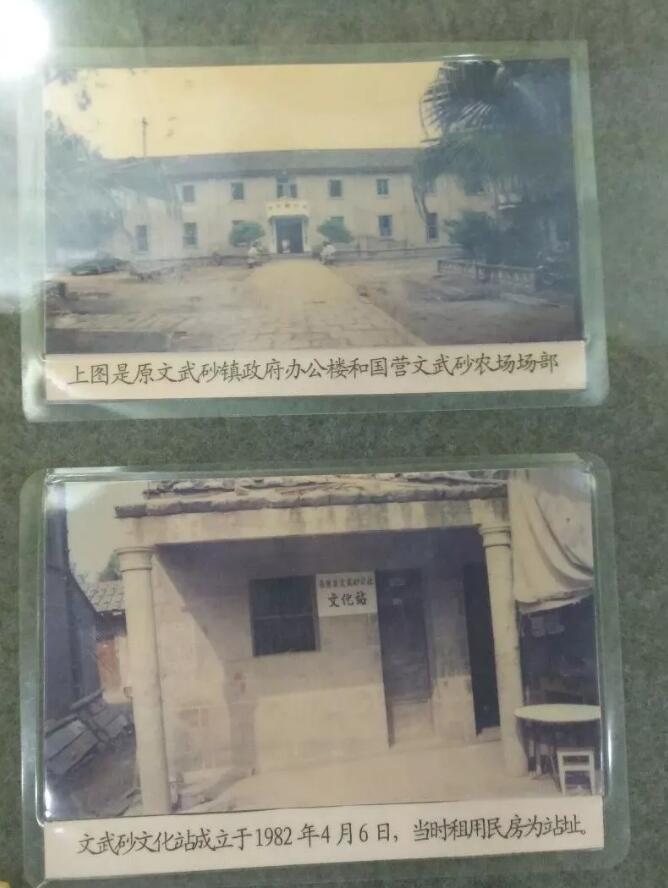 上图是原文武砂镇政府办公楼和国营文武砂农场场部
文化站
文武砂文化站成立于1982年4月6日，当时租用民房为站址。